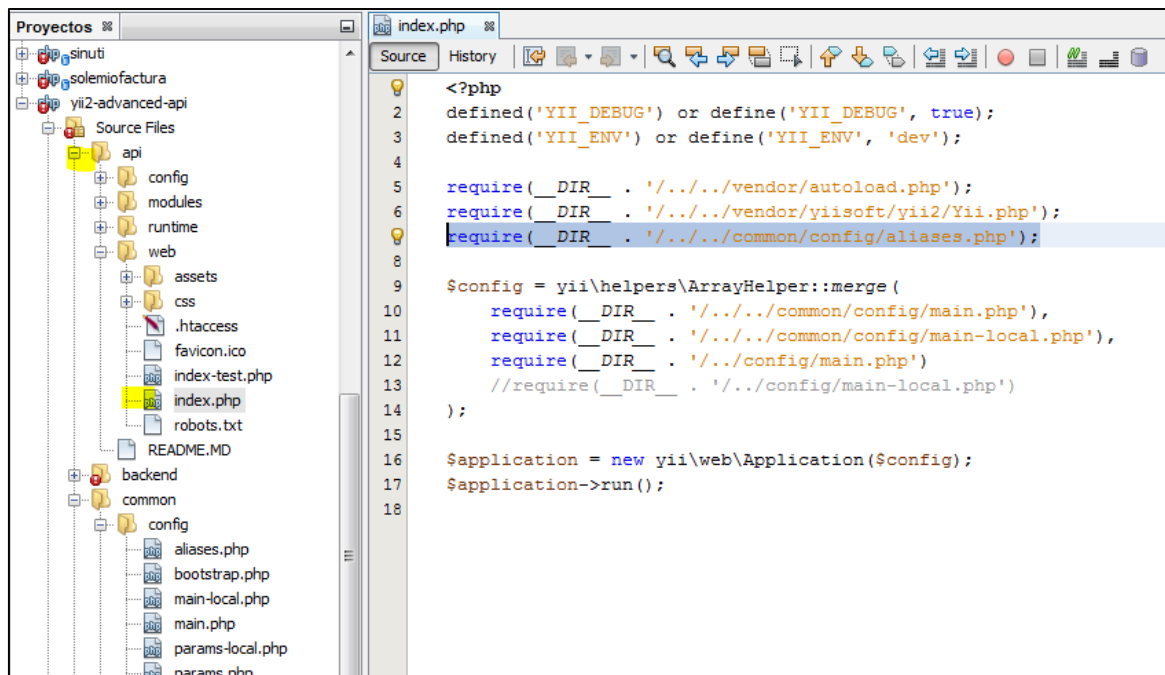 Proyectos
sinuti
solemiofactura
yii2-advanced-api
Source Files
api
config
modules
runtime
web
assets
css
.htaccess
favicon.ico
index-test.php
index.php
robots.txt
README.MD
backend
common
config
aliases.php
bootstrap.php
main-local.php
main.php
params-local.php
params.php
index.php
Source History
<?php
2 defined('YII_DEBUG') or define('YII_DEBUG', true);
3 defined('YII_ENV') or define('YII_ENV', 'dev');
4
5 require(__DIR__ . '/../../vendor/autoload.php');
6 require(__DIR__ . '/../../vendor/yiisoft/yii2/Yii.php');
require(__DIR__ . '/../../common/config/aliases.php');
8
9 $config = yii\helpers\ArrayHelper::merge(
10 require(__DIR__ . '/../../common/config/main.php'),
11 require(__DIR__ . '/../../common/config/main-local.php'),
12 require(__DIR__ . '/../config/main.php')
13 //require(__DIR__ . '/../config/main-local.php')
14 );
15
16 $application = new yii\web\Application($config);
17 $application->run();
18